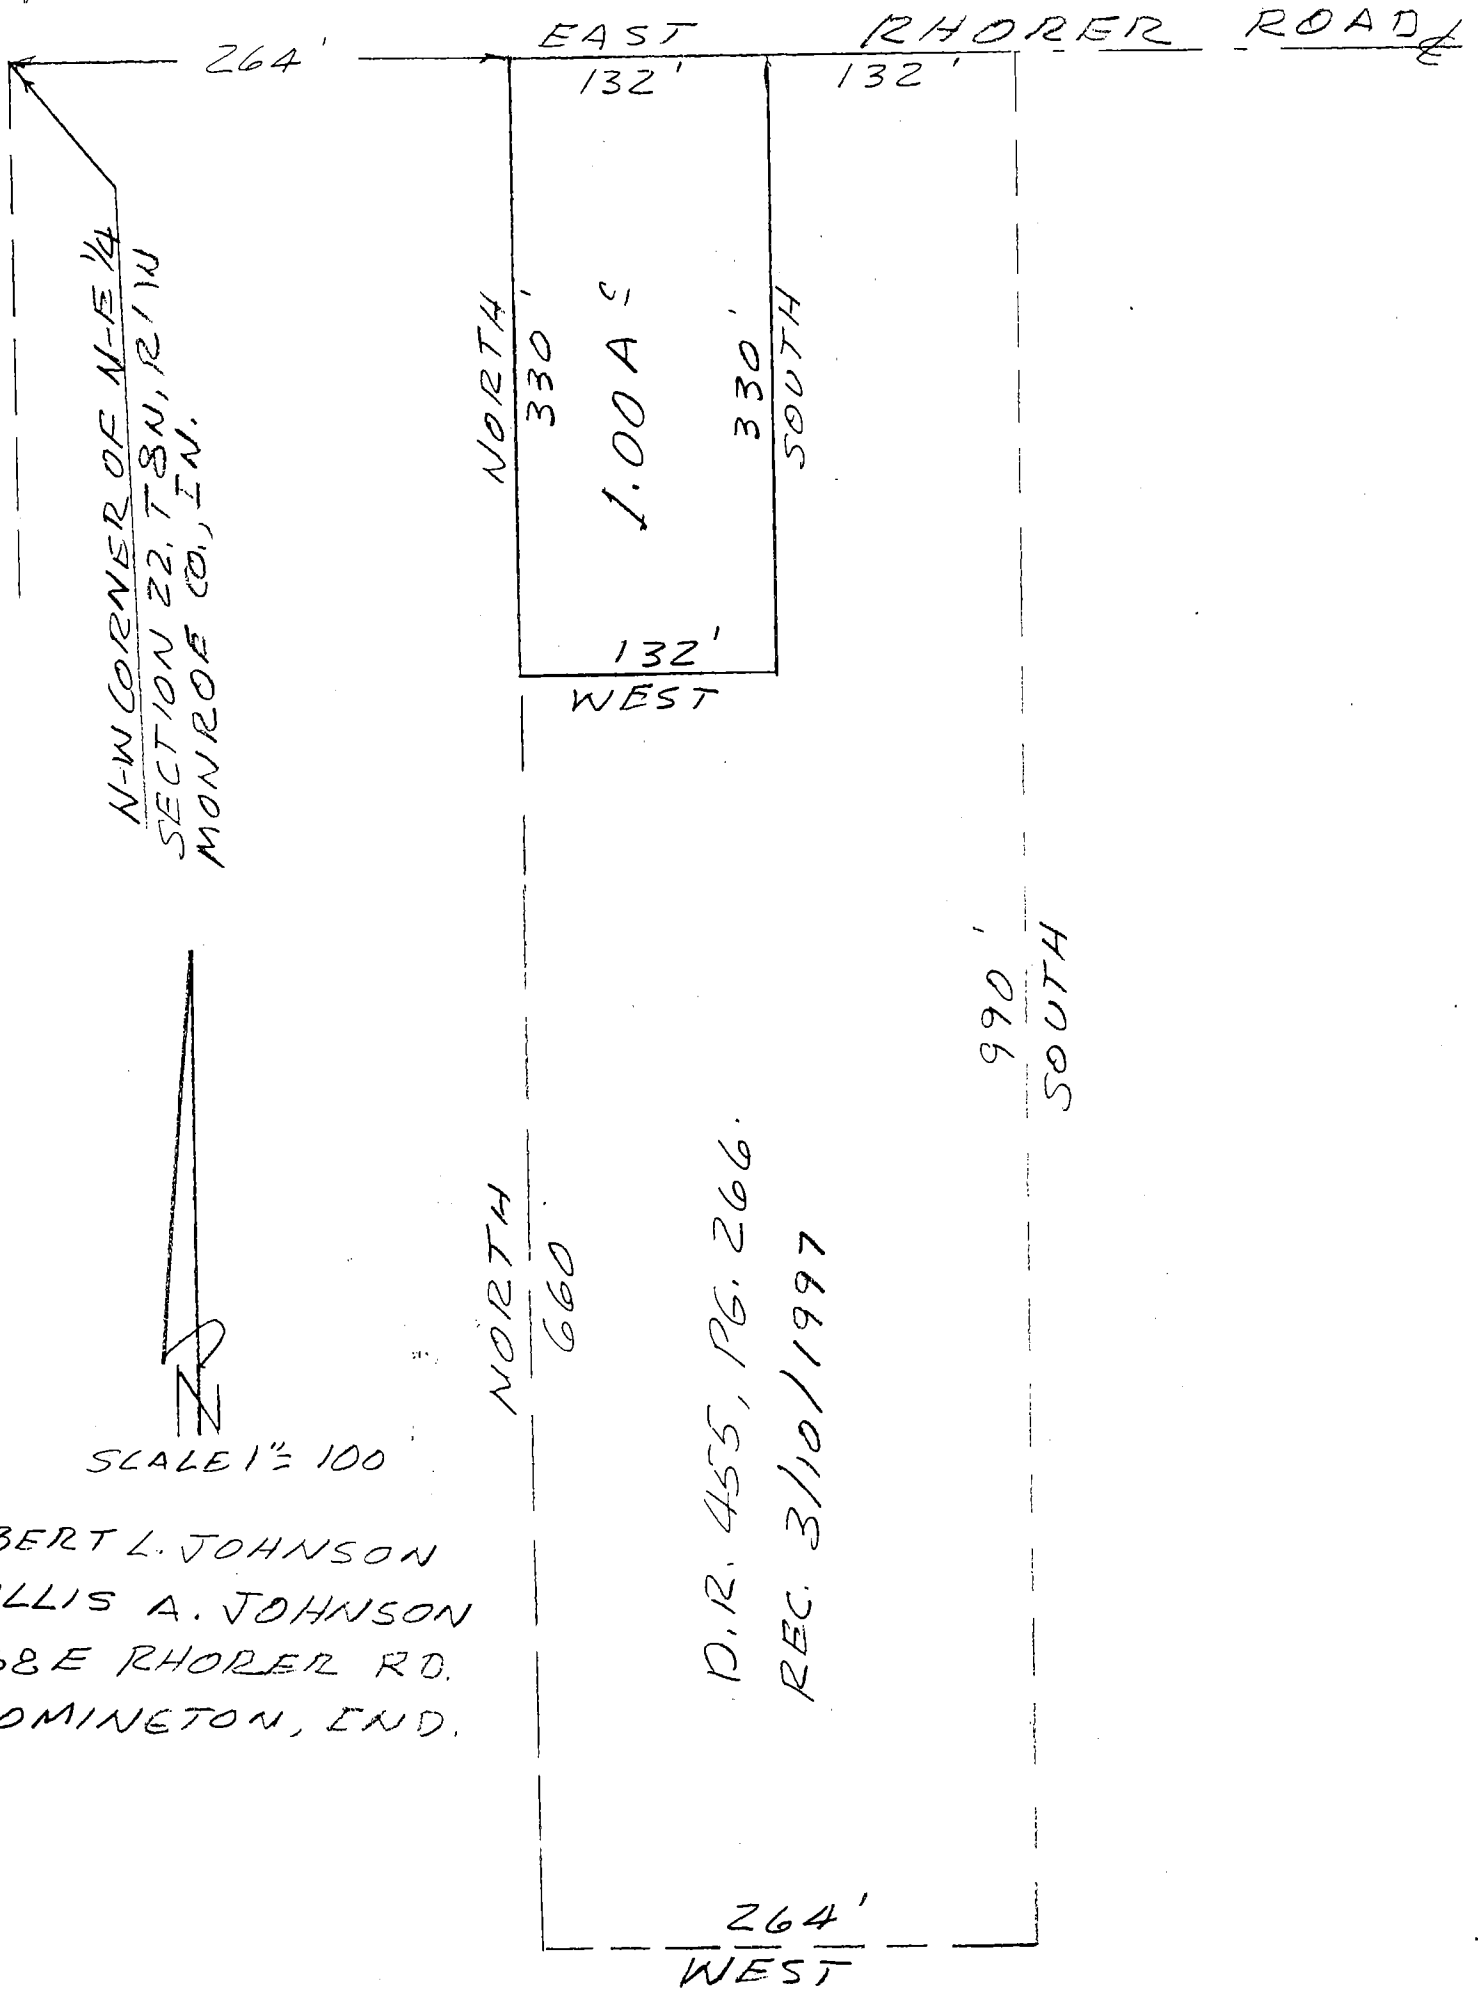 264'
EAST
RHORER ROAD ℄
132'
132'
N-W CORNER OF N-E 1/4
SECTION 22, T8N, R1W
MONROE CO., IN.
NORTH
330'
1.00 Ac
330'
SOUTH
132'
WEST
990'
SOUTH
NORTH
660'
D.R. 455, PG. 266.
REC. 3/10/1997
N
SCALE 1"= 100
BERT L. JOHNSON
LLIS A. JOHNSON
8 E RHORER RD.
OMINGTON, IND.
264'
WEST